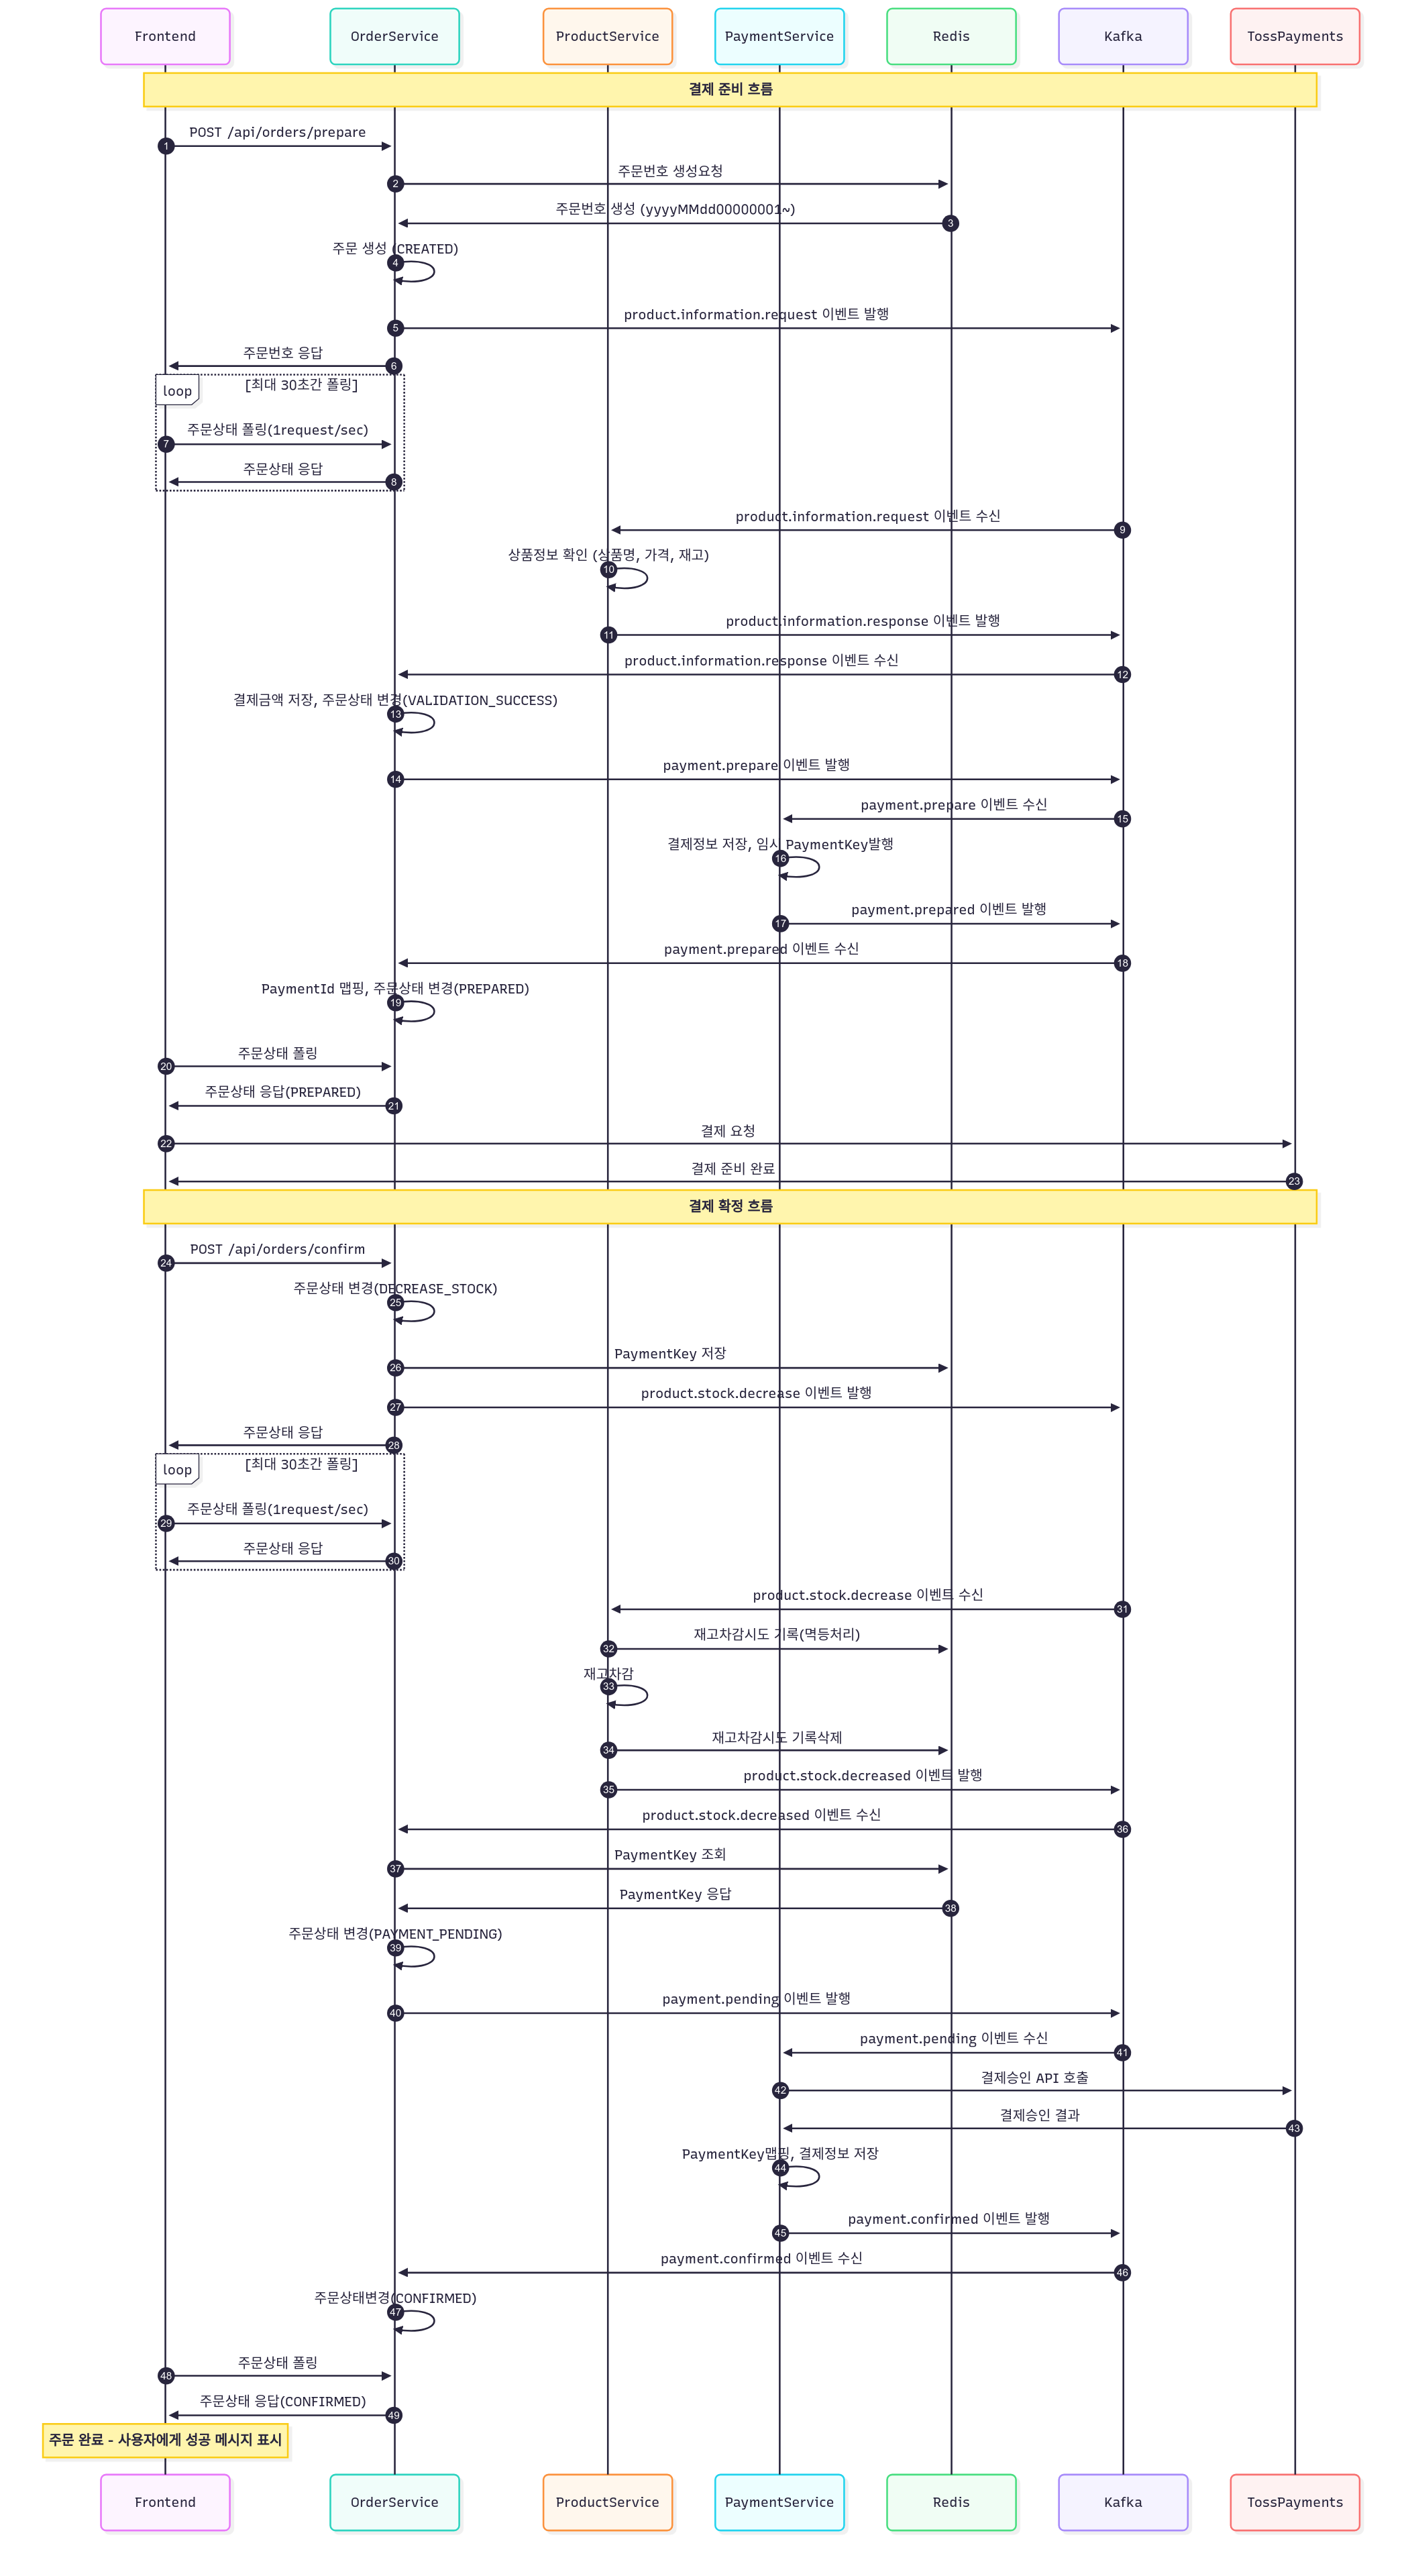 Frontend
OrderService
ProductService
PaymentService
Redis
Kafka
TossPayments
결제 준비 흐름
POST /api/orders/prepare
1
주문번호 생성요청
2
주문번호 생성 (yyyyMMdd00000001~)
3
주문 생성 (CREATED)
4
product.information.request 이벤트 발행
5
주문번호 응답
6
loop
[최대 30초간 폴링]
주문상태 폴링(1request/sec)
7
주문상태 응답
8
product.information.request 이벤트 수신
9
상품정보 확인 (상품명, 가격, 재고)
10
product.information.response 이벤트 발행
11
product.information.response 이벤트 수신
12
결제금액 저장, 주문상태 변경(VALIDATION_SUCCESS)
13
payment.prepare 이벤트 발행
14
payment.prepare 이벤트 수신
15
결제정보 저장, 임시 PaymentKey발행
16
payment.prepared 이벤트 발행
17
payment.prepared 이벤트 수신
18
PaymentId 맵핑, 주문상태 변경(PREPARED)
19
주문상태 폴링
20
주문상태 응답(PREPARED)
21
결제 요청
22
결제 준비 완료
23
결제 확정 흐름
POST /api/orders/confirm
24
주문상태 변경(DECREASE_STOCK)
25
PaymentKey 저장
26
product.stock.decrease 이벤트 발행
27
주문상태 응답
28
loop
[최대 30초간 폴링]
주문상태 폴링(1request/sec)
29
주문상태 응답
30
product.stock.decrease 이벤트 수신
31
재고차감시도 기록(멱등처리)
32
재고차감
33
재고차감시도 기록삭제
34
product.stock.decreased 이벤트 발행
35
product.stock.decreased 이벤트 수신
36
PaymentKey 조회
37
PaymentKey 응답
38
주문상태 변경(PAYMENT_PENDING)
39
payment.pending 이벤트 발행
40
payment.pending 이벤트 수신
41
결제승인 API 호출
42
결제승인 결과
43
PaymentKey맵핑, 결제정보 저장
44
payment.confirmed 이벤트 발행
45
payment.confirmed 이벤트 수신
46
주문상태변경(CONFIRMED)
47
주문상태 폴링
48
주문상태 응답(CONFIRMED)
49
주문 완료 - 사용자에게 성공 메시지 표시
Frontend
OrderService
ProductService
PaymentService
Redis
Kafka
TossPayments